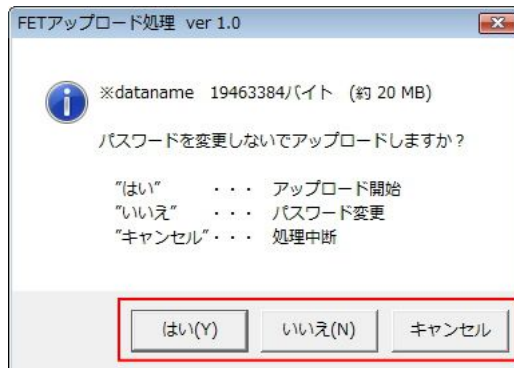 FETアップロード処理 ver 1.0
※dataname 19463384バイト (約 20 MB)
パスワードを変更しないでアップロードしますか？
"はい" ・・・ アップロード開始
"いいえ" ・・・ パスワード変更
"キャンセル"・・・ 処理中断
はい(Y) いいえ(N) キャンセル